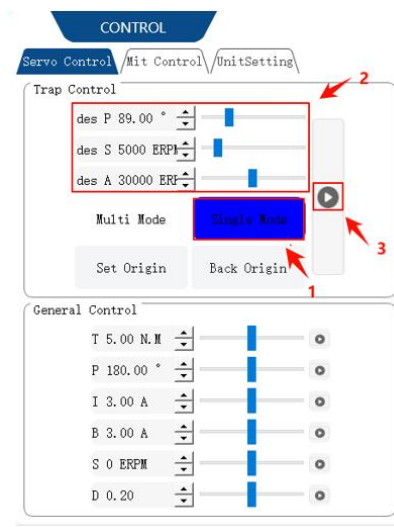 CONTROL
Servo Control Mit Control UnitSetting
2
Trap Control
des P 89.00 °
des S 5000 ERPM
des A 30000 ERP
3
Multi Mode Single Mode
Set Origin Back Origin
1
General Control
T 5.00 N.M
P 180.00 °
I 3.00 A
B 3.00 A
S 0 ERPM
D 0.20